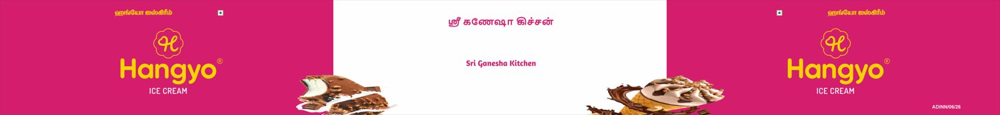 ஹங்யோ ஐஸ்கிரீம்
H
Hangyo®
ICE CREAM
ஸ்ரீ கணேஷா கிச்சன்
Sri Ganesha Kitchen
ஹங்யோ ஐஸ்கிரீம்
H
Hangyo®
ICE CREAM
ADINN/06/26